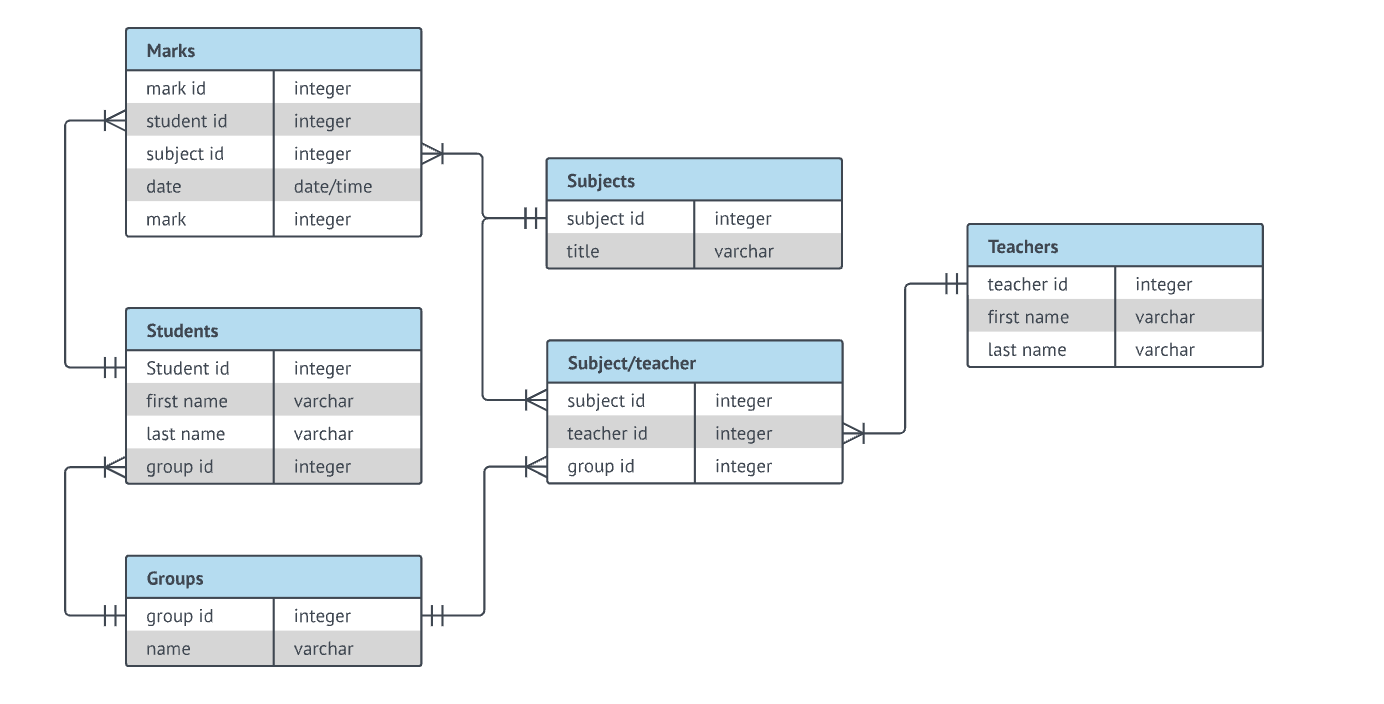 Marks
mark id integer
student id integer
subject id integer
date date/time
mark integer
Students
Student id integer
first name varchar
last name varchar
group id integer
Groups
group id integer
name varchar
Subjects
subject id integer
title varchar
Subject/teacher
subject id integer
teacher id integer
group id integer
Teachers
teacher id integer
first name varchar
last name varchar